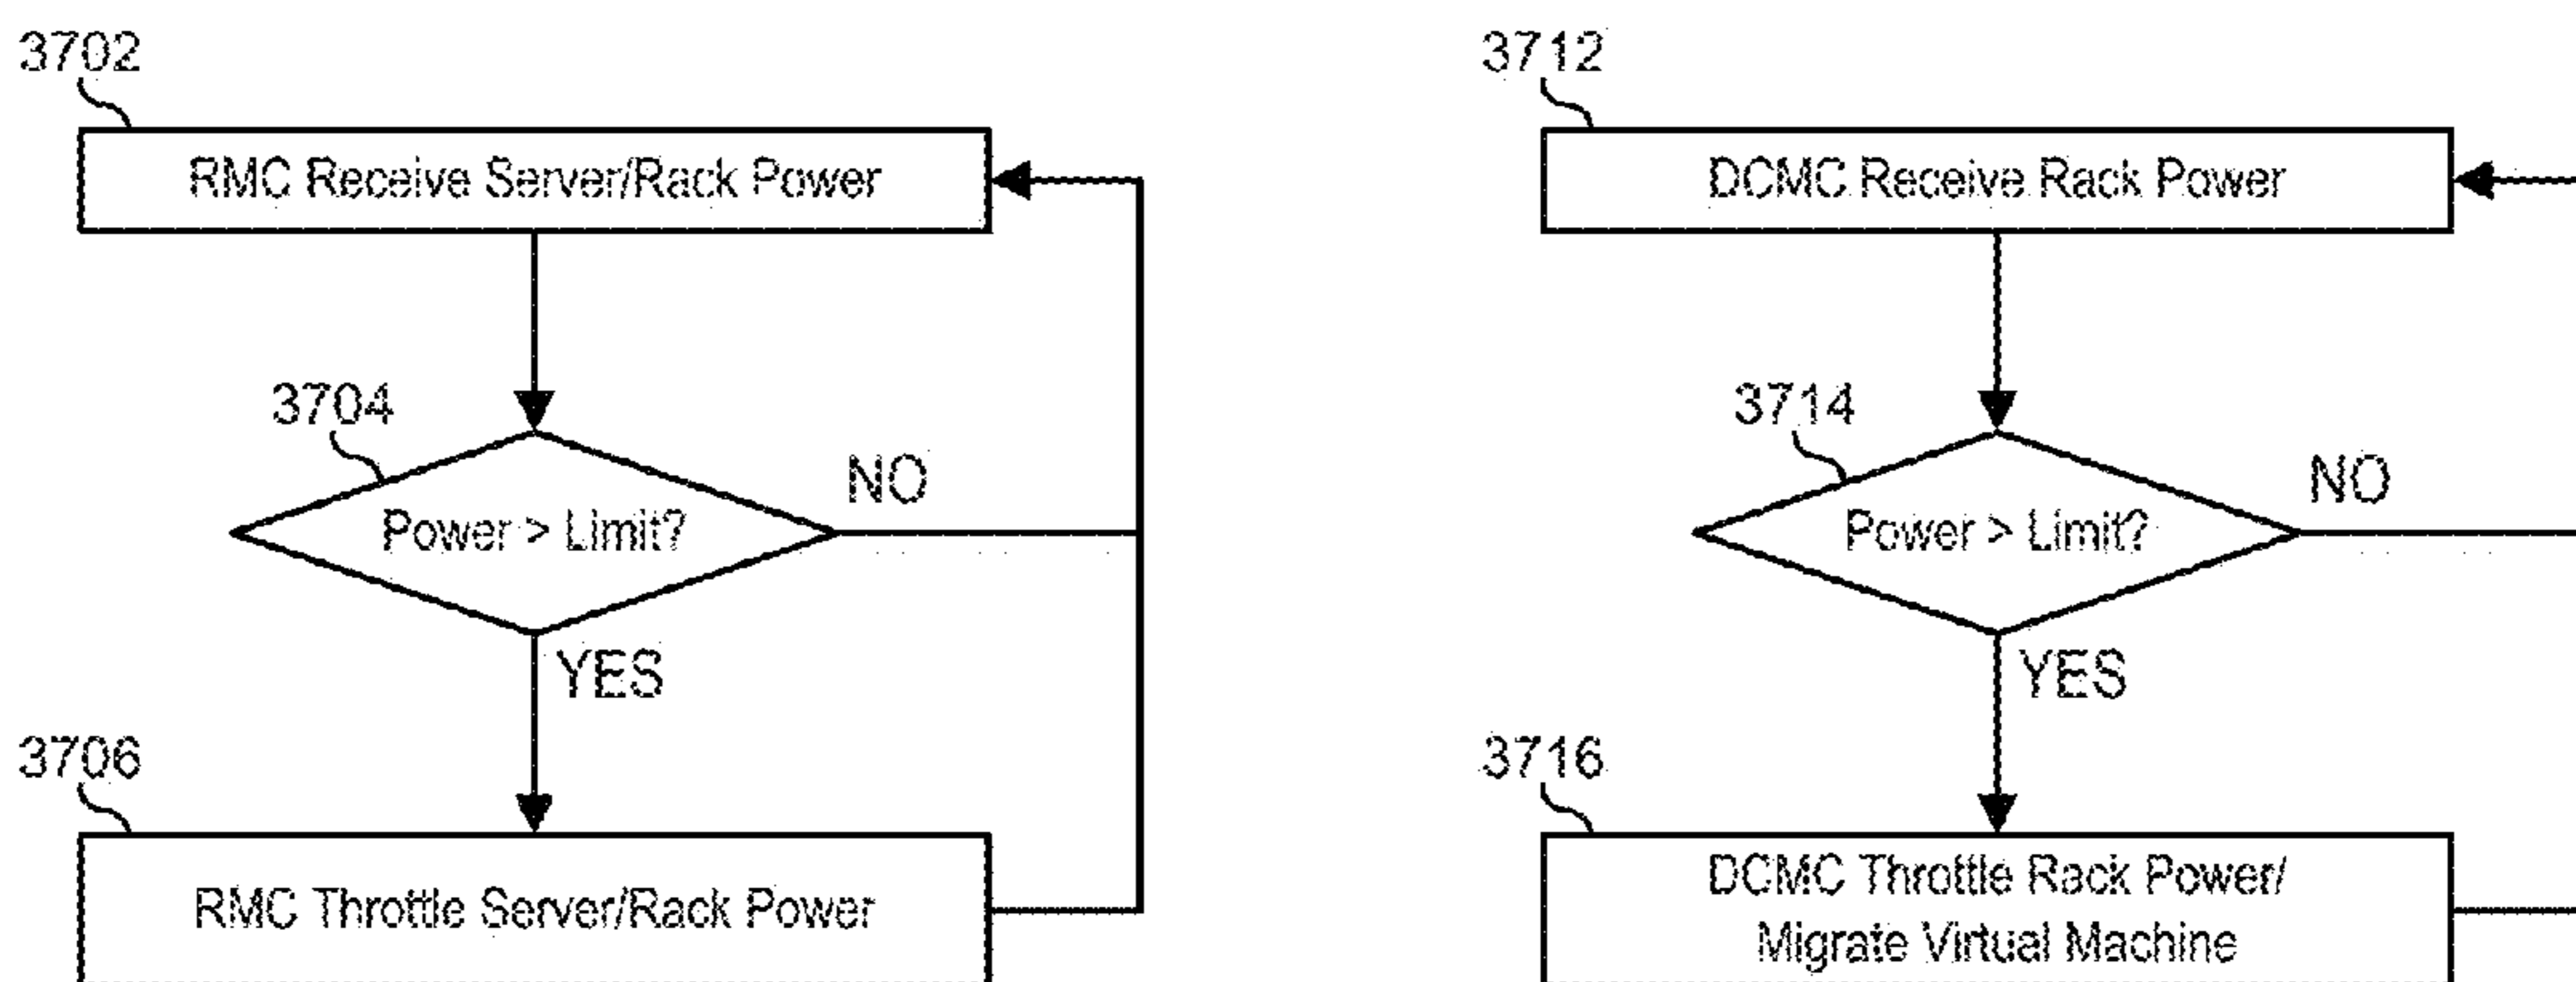 3702
RMC Receive Server/Rack Power
3704
Power > Limit?
NO
YES
3706
RMC Throttle Server/Rack Power
3712
DCMC Receive Rack Power
3714
Power > Limit?
NO
YES
3716
DCMC Throttle Rack Power/
Migrate Virtual Machine